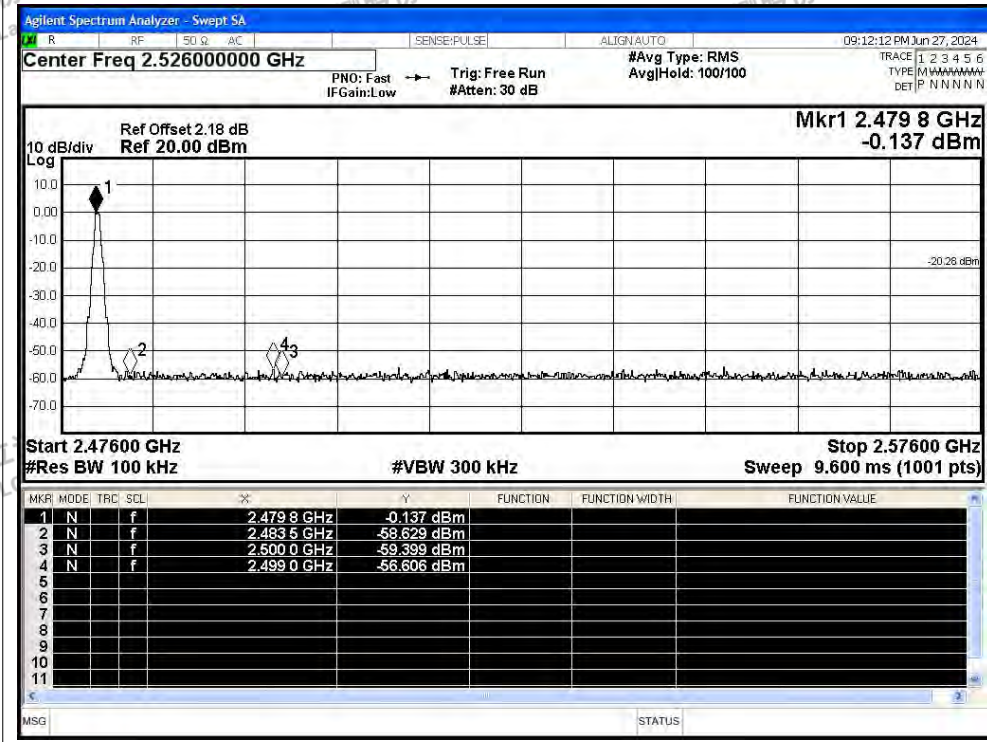 Agilent Spectrum Analyzer - Swept SA
R RF 50 Ω AC SENSE:PULSE ALIGN AUTO 09:12:12 PM Jun 27, 2024
Center Freq 2.526000000 GHz #Avg Type: RMS TRACE 1 2 3 4 5 6
PNO: Fast Trig: Free Run Avg|Hold: 100/100 TYPE M WWWWW
IFGain:Low #Atten: 30 dB DET P N N N N N
Mkr1 2.479 8 GHz
Ref Offset 2.18 dB
10 dB/div Ref 20.00 dBm -0.137 dBm
Log
10.0
1
0.00
-10.0
-20.0
-20.26 dBm
-30.0
-40.0
-50.0
2
4
3
-60.0
-70.0
Start 2.47600 GHz Stop 2.57600 GHz
#Res BW 100 kHz #VBW 300 kHz Sweep 9.600 ms (1001 pts)
MKR MODE TRC SCL X Y FUNCTION FUNCTION WIDTH FUNCTION VALUE
1 N f 2.479 8 GHz -0.137 dBm
2 N f 2.483 5 GHz -58.629 dBm
3 N f 2.500 0 GHz -59.399 dBm
4 N f 2.499 0 GHz -56.606 dBm
5
6
7
8
9
10
11
MSG STATUS